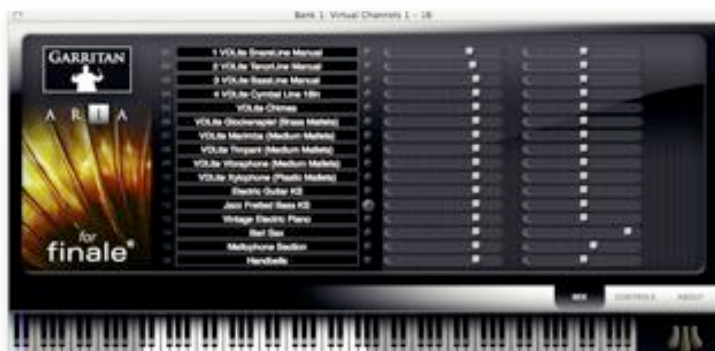 Bank 1: Virtual Channels 1 - 16
GARRITAN
ARIA
for
finale®
1 VDLite SnareLine Manual
2 VDLite TenorLine Manual
3 VDLite BassLine Manual
4 VDLite Cymbal Line 18in
VDLite Chimes
VDLite Glockenspiel (Brass Mallets)
VDLite Marimba (Medium Mallets)
VDLite Timpani (Medium Mallets)
VDLite Vibraphone (Medium Mallets)
VDLite Xylophone (Plastic Mallets)
Electric Guitar KS
Jazz Fretted Bass KS
Vintage Electric Piano
Bari Sax
Mellophone Section
Handbells
MIX CONTROLS ABOUT